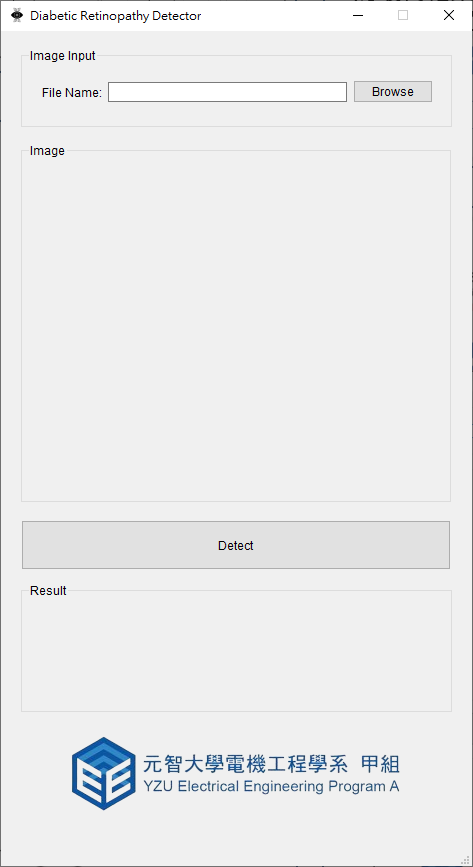 Diabetic Retinopathy Detector
Image Input
File Name:
Browse
Image
Detect
Result
元智大學電機工程學系 甲組
YZU Electrical Engineering Program A